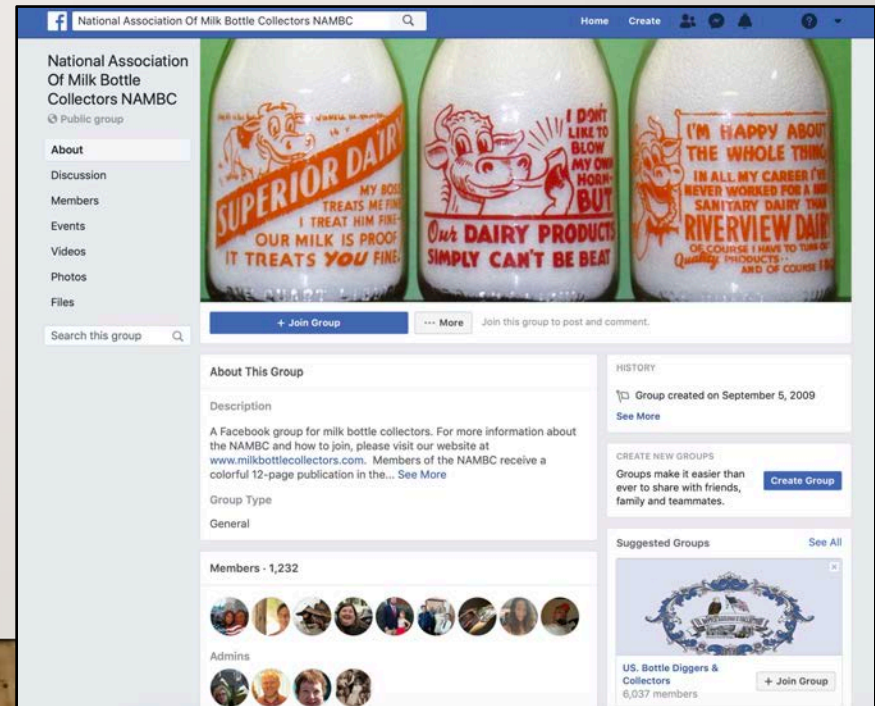 National Association Of Milk Bottle Collectors NAMBC
Home Create
National Association
Of Milk Bottle
Collectors NAMBC
Public group
About
Discussion
Members
Events
Videos
Photos
Files
Search this group
SUPERIOR DAIRY
MY BOSS
TREATS ME FINE
I TREAT HIM FINE-
OUR MILK IS PROOF
IT TREATS YOU FINE.
I DON'T
LIKE TO
BLOW
MY OWN
HORN-
BUT
Our DAIRY PRODUCTS
SIMPLY CAN'T BE BEAT
I'M HAPPY ABOUT
THE WHOLE THING
IN ALL MY CAREER I'VE
NEVER WORKED FOR A
SANITARY DAIRY THAN
RIVERVIEW DAIRY
OF COURSE I HAVE TO TURN OUT
Quality PRODUCTS--
AND OF COURSE I
+ Join Group
··· More
Join this group to post and comment.
About This Group
Description
A Facebook group for milk bottle collectors. For more information about
the NAMBC and how to join, please visit our website at
www.milkbottlecollectors.com. Members of the NAMBC receive a
colorful 12-page publication in the... See More
Group Type
General
Members · 1,232
Admins
HISTORY
Group created on September 5, 2009
See More
CREATE NEW GROUPS
Groups make it easier than
ever to share with friends,
family and teammates.
Create Group
Suggested Groups See All
US. Bottle Diggers &
Collectors
6,037 members
+ Join Group